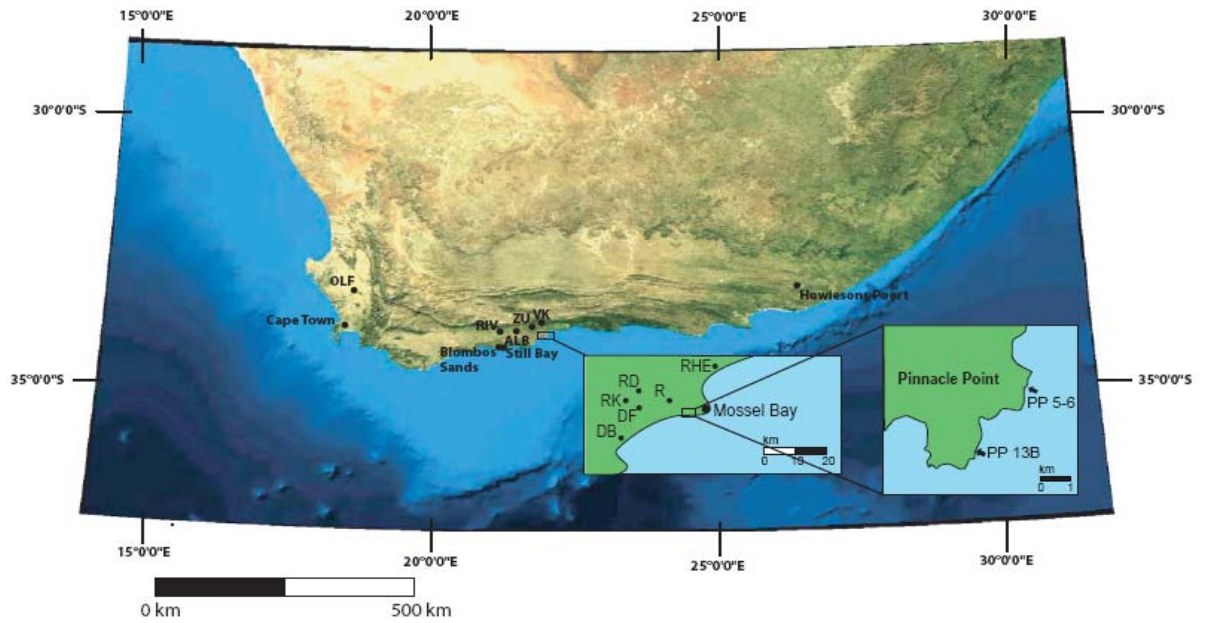 15°0'0"E
20°0'0"E
25°0'0"E
30°0'0"E
30°0'0"S
30°0'0"S
OLF
Cape Town
RIV
ZU
VK
ALB
Blombos
Sands
Still Bay
Howiesons Poort
35°0'0"S
35°0'0"S
RHE
RD
RK
R
DF
DB
Mossel Bay
km
0 10 20
Pinnacle Point
PP 5-6
PP 13B
km
0 1
15°0'0"E
20°0'0"E
25°0'0"E
30°0'0"E
0 km
500 km